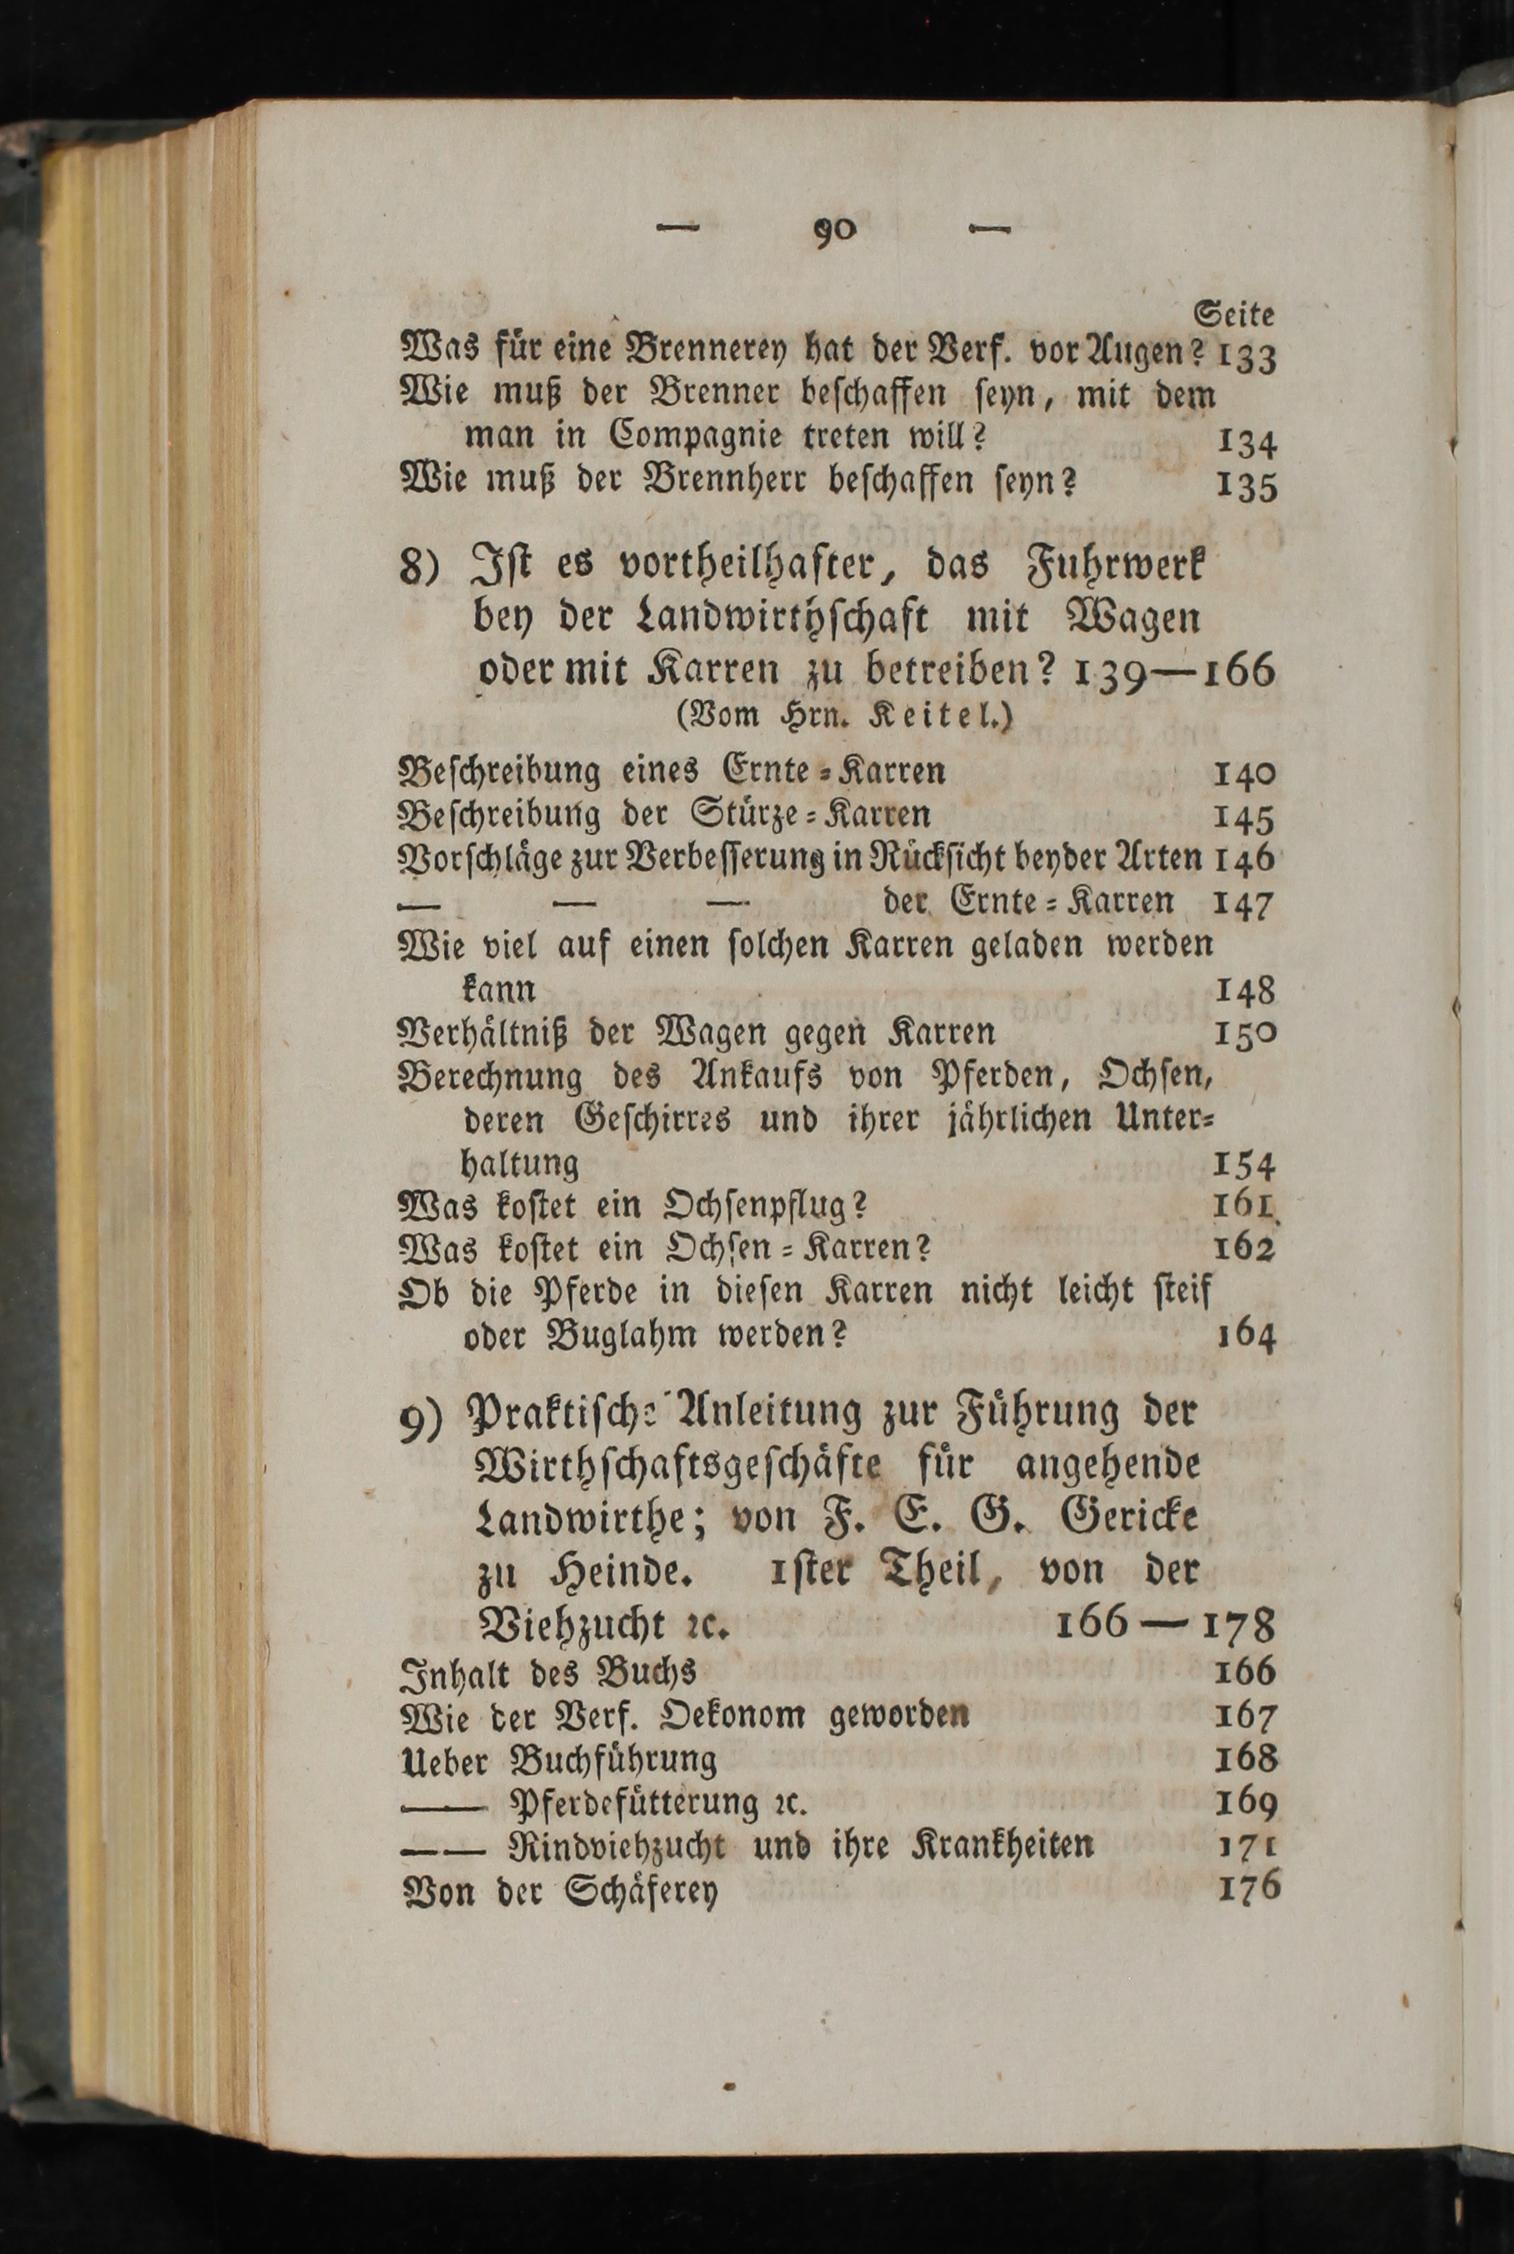 — 90 —
Seite
Was für eine Brennerey hat der Verf. vor Augen? 133
Wie muß der Brenner beschaffen seyn, mit dem
man in Compagnie treten will? 134
Wie muß der Brennherr beschaffen seyn? 135
8) Ist es vortheilhafter, das Fuhrwerk
bey der Landwirthschaft mit Wagen
oder mit Karren zu betreiben? 139—166
(Vom Hrn. Keitel.)
Beschreibung eines Ernte-Karren 140
Beschreibung der Stürze-Karren 145
Vorschläge zur Verbesserung in Rücksicht beyder Arten 146
— — — der Ernte-Karren 147
Wie viel auf einen solchen Karren geladen werden
kann 148
Verhältniß der Wagen gegen Karren 150
Berechnung des Ankaufs von Pferden, Ochsen,
deren Geschirres und ihrer jährlichen Unter-
haltung 154
Was kostet ein Ochsenpflug? 161
Was kostet ein Ochsen-Karren? 162
Ob die Pferde in diesen Karren nicht leicht steif
oder Buglahm werden? 164
9) Praktische Anleitung zur Führung der
Wirthschaftsgeschäfte für angehende
Landwirthe; von F. E. G. Gericke
zu Heinde. 1ster Theil, von der
Viehzucht ꝛc. 166—178
Inhalt des Buchs 166
Wie der Verf. Oekonom geworden 167
Ueber Buchführung 168
—— Pferdefütterung ꝛc. 169
—— Rindviehzucht und ihre Krankheiten 171
Von der Schäferey 176